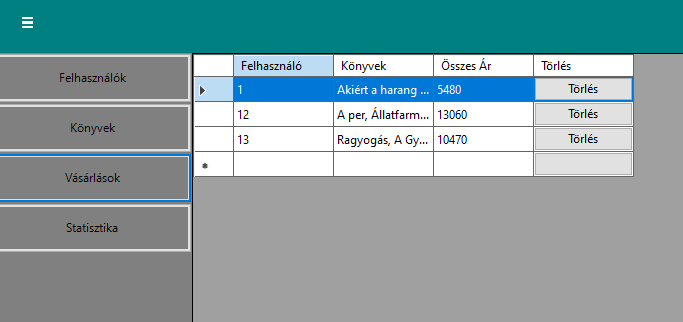 Felhasználó Könyvek Összes Ár Törlés
Felhasználók
1 Akiért a harang ... 5480 Törlés
12 A per, Állatfarm... 13060 Törlés
Könyvek
13 Ragyogás, A Gy... 10470 Törlés
Vásárlások
Statisztika